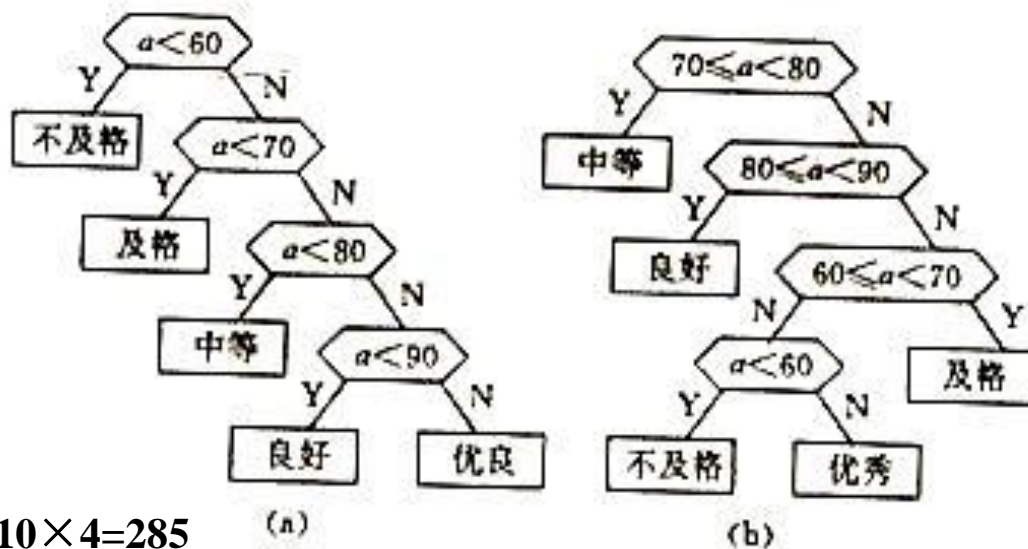 a<60
Y N
不及格
a<70
Y N
及格
a<80
Y N
中等
a<90
Y N
良好 优良
(a)
70≤a<80
Y N
中等
80≤a<90
Y N
良好
60≤a<70
N Y
a<60
及格
Y N
不及格 优秀
(b)
10×4=285